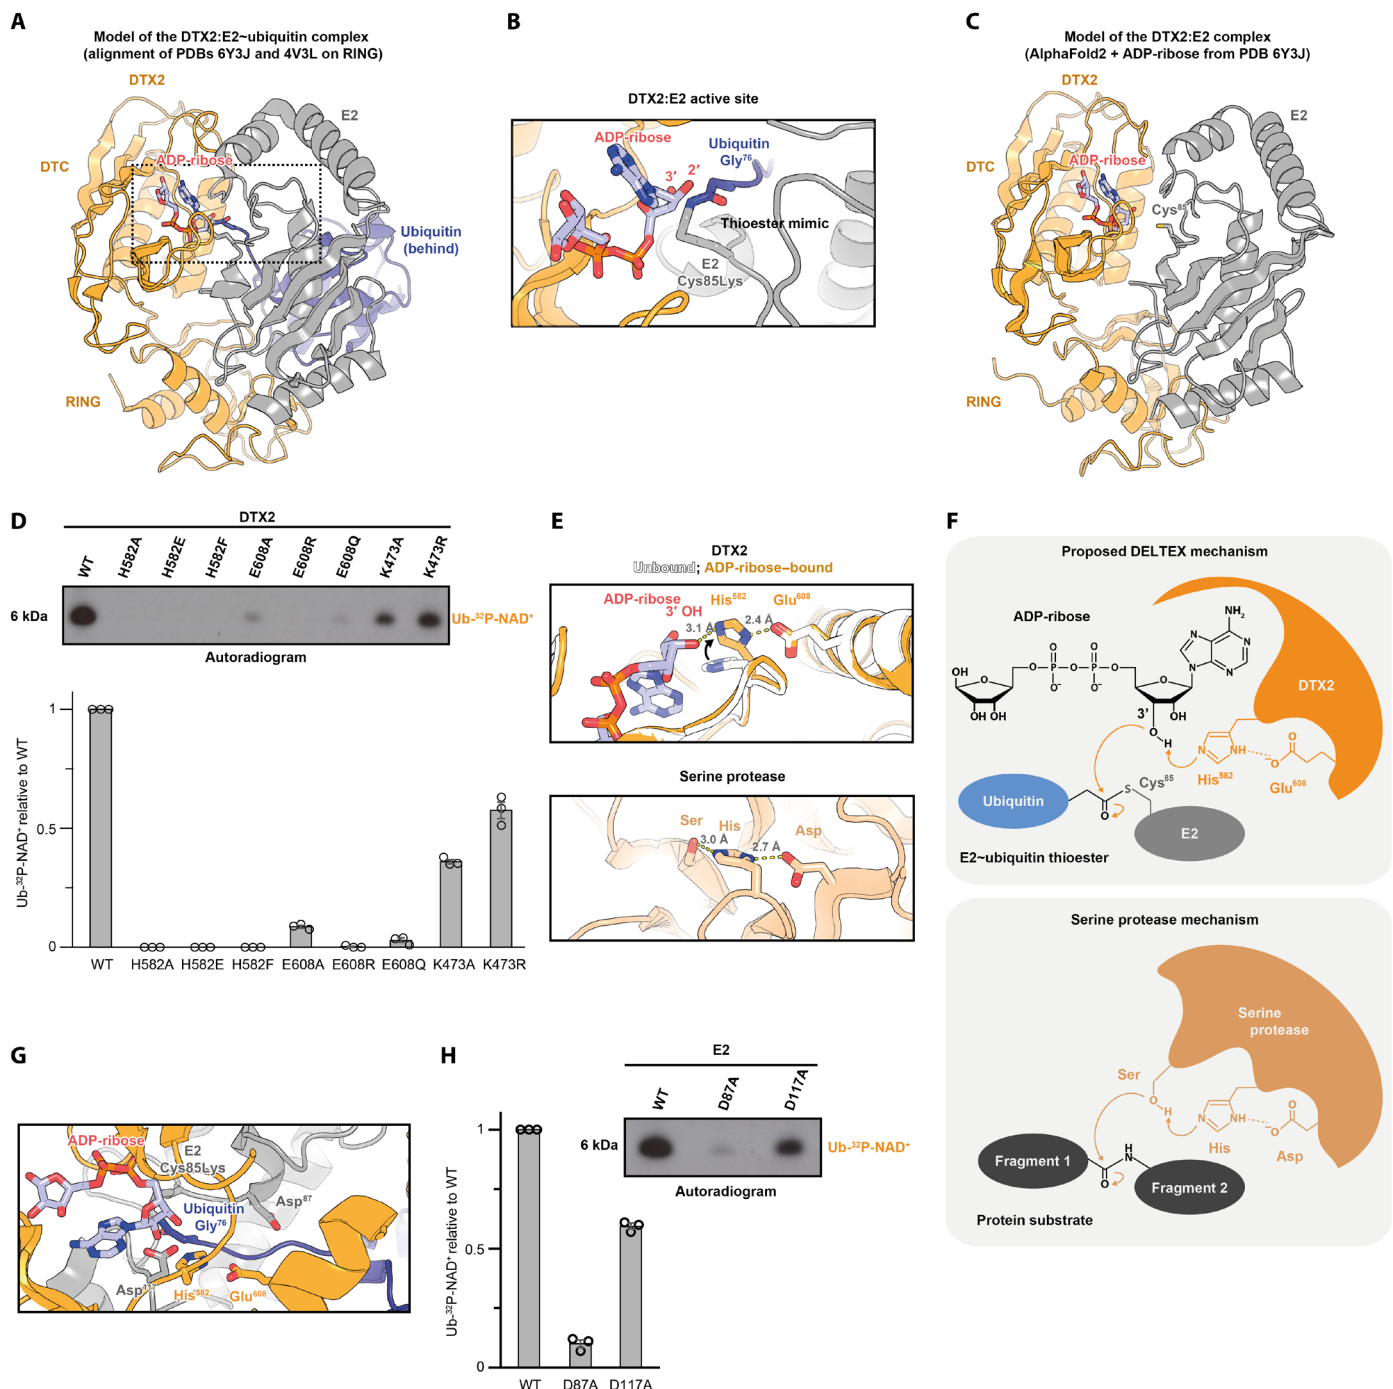 A
Model of the DTX2:E2~ubiquitin complex
(alignment of PDBs 6Y3J and 4V3L on RING)
DTX2
E2
DTC
ADP-ribose
Ubiquitin
(behind)
RING
B
DTX2:E2 active site
ADP-ribose
Ubiquitin
Gly⁷⁶
3′ 2′
Thioester mimic
E2
Cys85Lys
C
Model of the DTX2:E2 complex
(AlphaFold2 + ADP-ribose from PDB 6Y3J)
DTX2
E2
DTC
ADP-ribose
Cys⁸⁵
RING
D
DTX2
WT H582A H582E H582F E608A E608R E608Q K473A K473R
6 kDa
Ub-³²P-NAD⁺
Autoradiogram
Ub-³²P-NAD⁺ relative to WT
1
0.5
0
WT H582A H582E H582F E608A E608R E608Q K473A K473R
E
DTX2
Unbound; ADP-ribose–bound
ADP-ribose His⁵⁸² Glu⁶⁰⁸
3′ OH
3.1 Å 2.4 Å
Serine protease
Ser His Asp
3.0 Å 2.7 Å
F
Proposed DELTEX mechanism
ADP-ribose
NH₂
N N
N N
O O
OH O O P O P O O
O⁻ O⁻
OH OH
3′ OH
O
H
DTX2
N NH
⁻O O
His⁵⁸²
Glu⁶⁰⁸
Ubiquitin
S
Cys⁸⁵
O
E2
E2~ubiquitin thioester
Serine protease mechanism
Serine
protease
Ser
O
H
N NH
⁻O O
His
Asp
Fragment 1
H
N
O
Fragment 2
Protein substrate
G
ADP-ribose
E2
Cys85Lys
Asp⁸⁷
Ubiquitin
Gly⁷⁶
Asp¹¹⁷
His⁵⁸²
Glu⁶⁰⁸
H
E2
WT D87A D117A
6 kDa
Ub-³²P-NAD⁺
Autoradiogram
Ub-³²P-NAD⁺ relative to WT
1
0.5
0
WT D87A D117A